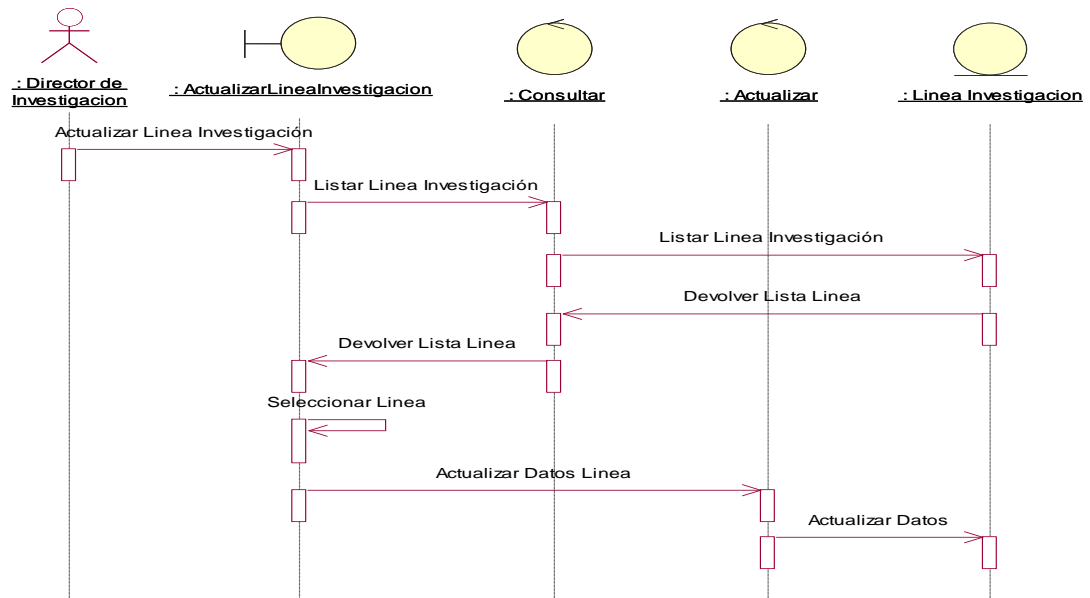 : Director de
Investigacion
: ActualizarLineaInvestigacion
: Consultar
: Actualizar
: Linea Investigacion
Actualizar Linea Investigación
Listar Linea Investigación
Listar Linea Investigación
Devolver Lista Linea
Devolver Lista Linea
Seleccionar Linea
Actualizar Datos Linea
Actualizar Datos